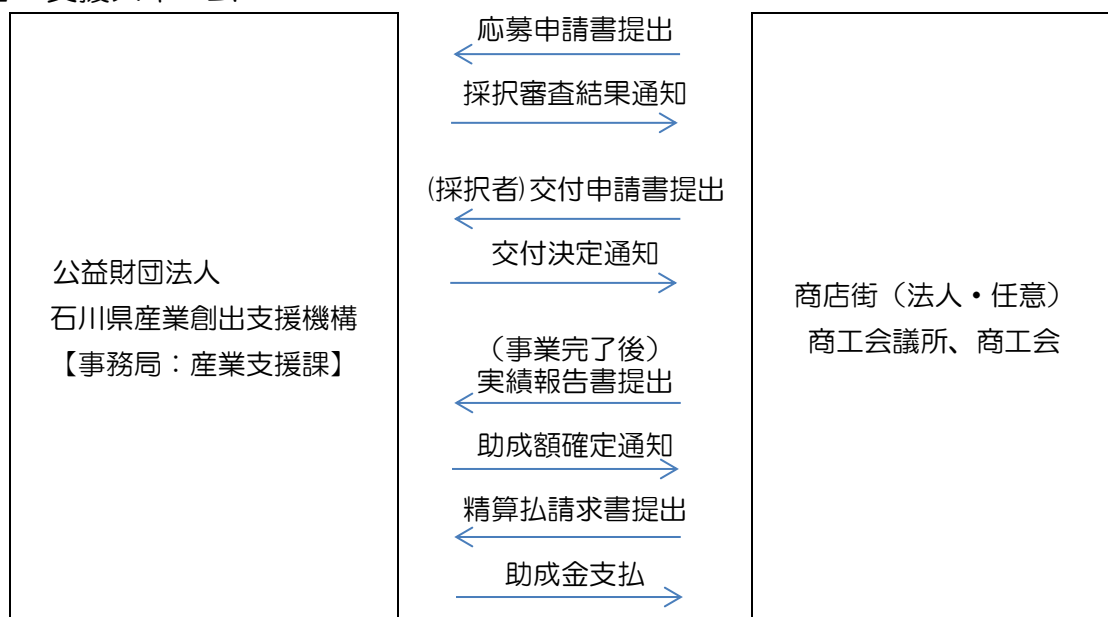 応募申請書提出
採択審査結果通知
(採択者)交付申請書提出
交付決定通知
公益財団法人
石川県産業創出支援機構
【事務局：産業支援課】
商店街（法人・任意）
商工会議所、商工会
（事業完了後）
実績報告書提出
助成額確定通知
精算払請求書提出
助成金支払